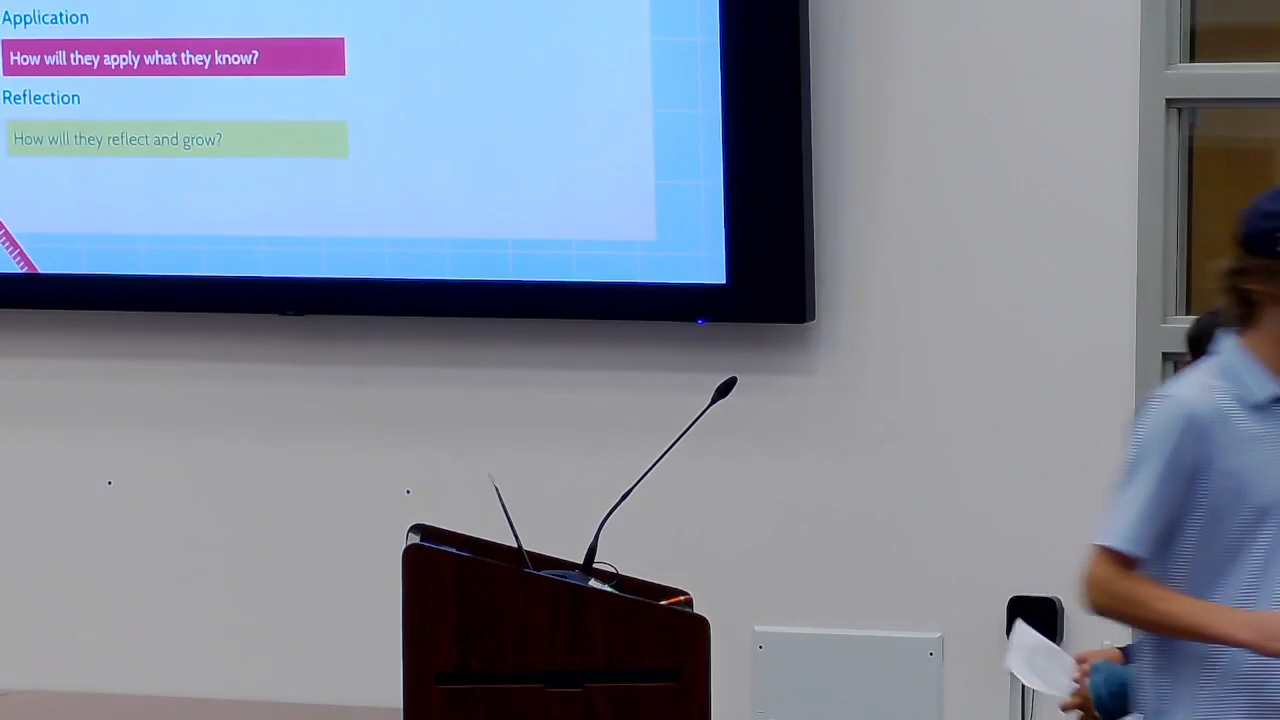 Application
How will they apply what they know?
Reflection
How will they reflect and grow?